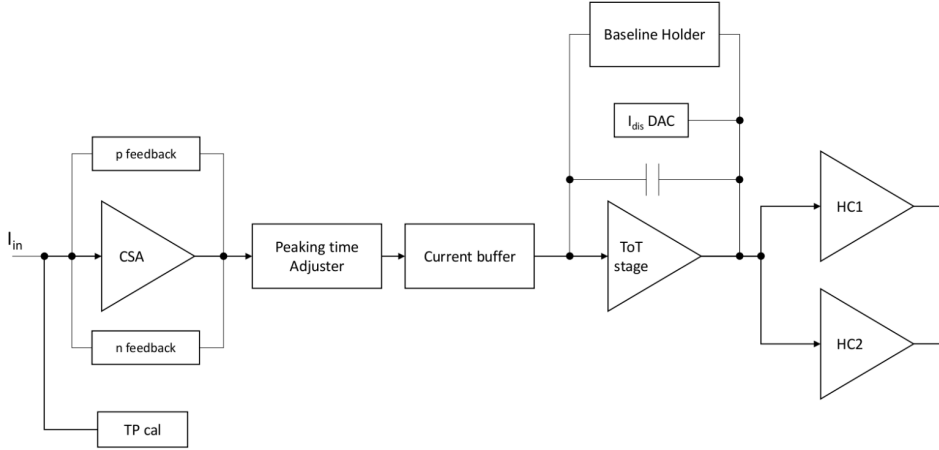 Baseline Holder
I_dis DAC
p feedback
I_in
CSA
Peaking time
Adjuster
Current buffer
ToT
stage
HC1
n feedback
HC2
TP cal